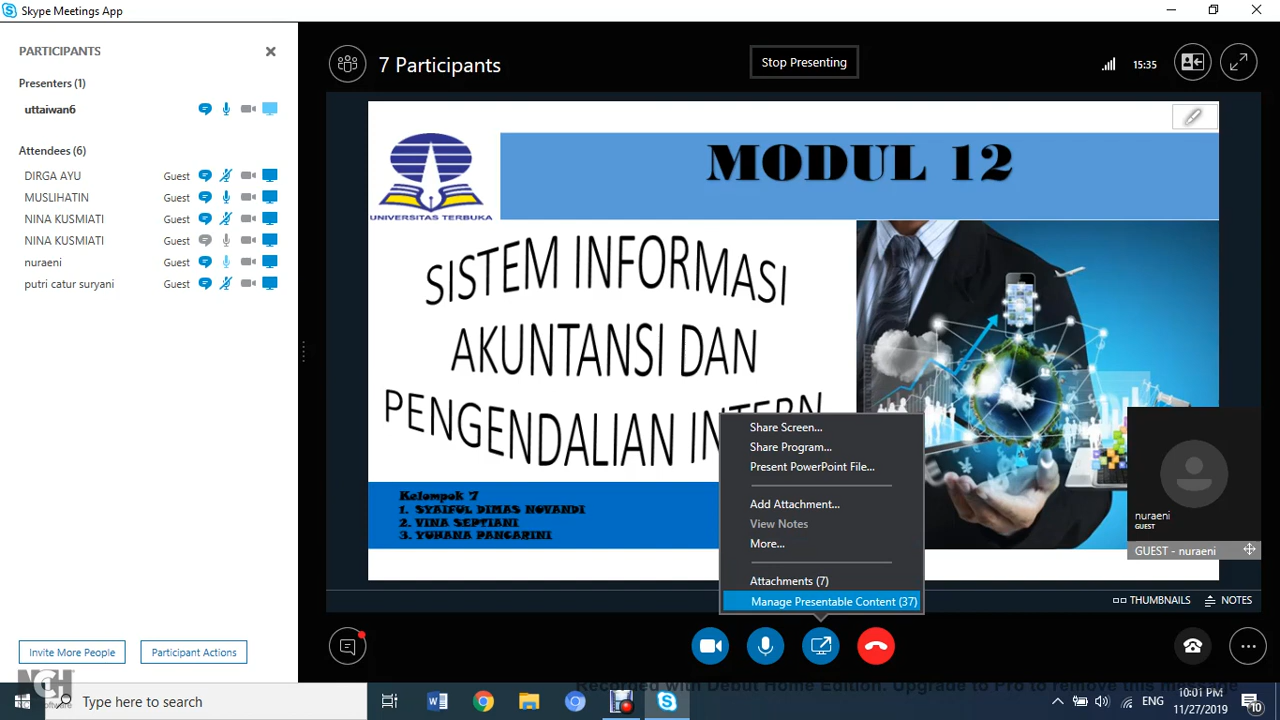 Skype Meetings App
PARTICIPANTS
Presenters (1)
uttaiwan6
Attendees (6)
DIRGA AYU Guest
MUSLIHATIN Guest
NINA KUSMIATI Guest
NINA KUSMIATI Guest
nuraeni Guest
putri catur suryani Guest
Invite More People
Participant Actions
7 Participants
Stop Presenting
15:35
MODUL 12
UNIVERSITAS TERBUKA
SISTEM INFORMASI
AKUNTANSI DAN
PENGENDALIAN INTERN
Kelompok 7
1. SYAIFUL DIMAS NOVANDI
2. VINA SEPTIANI
3. YOHANA PANGARINI
Share Screen...
Share Program...
Present PowerPoint File...
Add Attachment...
View Notes
More...
Attachments (7)
Manage Presentable Content (37)
nuraeni
GUEST
GUEST - nuraeni
THUMBNAILS
NOTES
NCH Software
Recorded with Debut Home Edition. Upgrade to Pro to remove this message
Type here to search
10:01 PM
11/27/2019
10